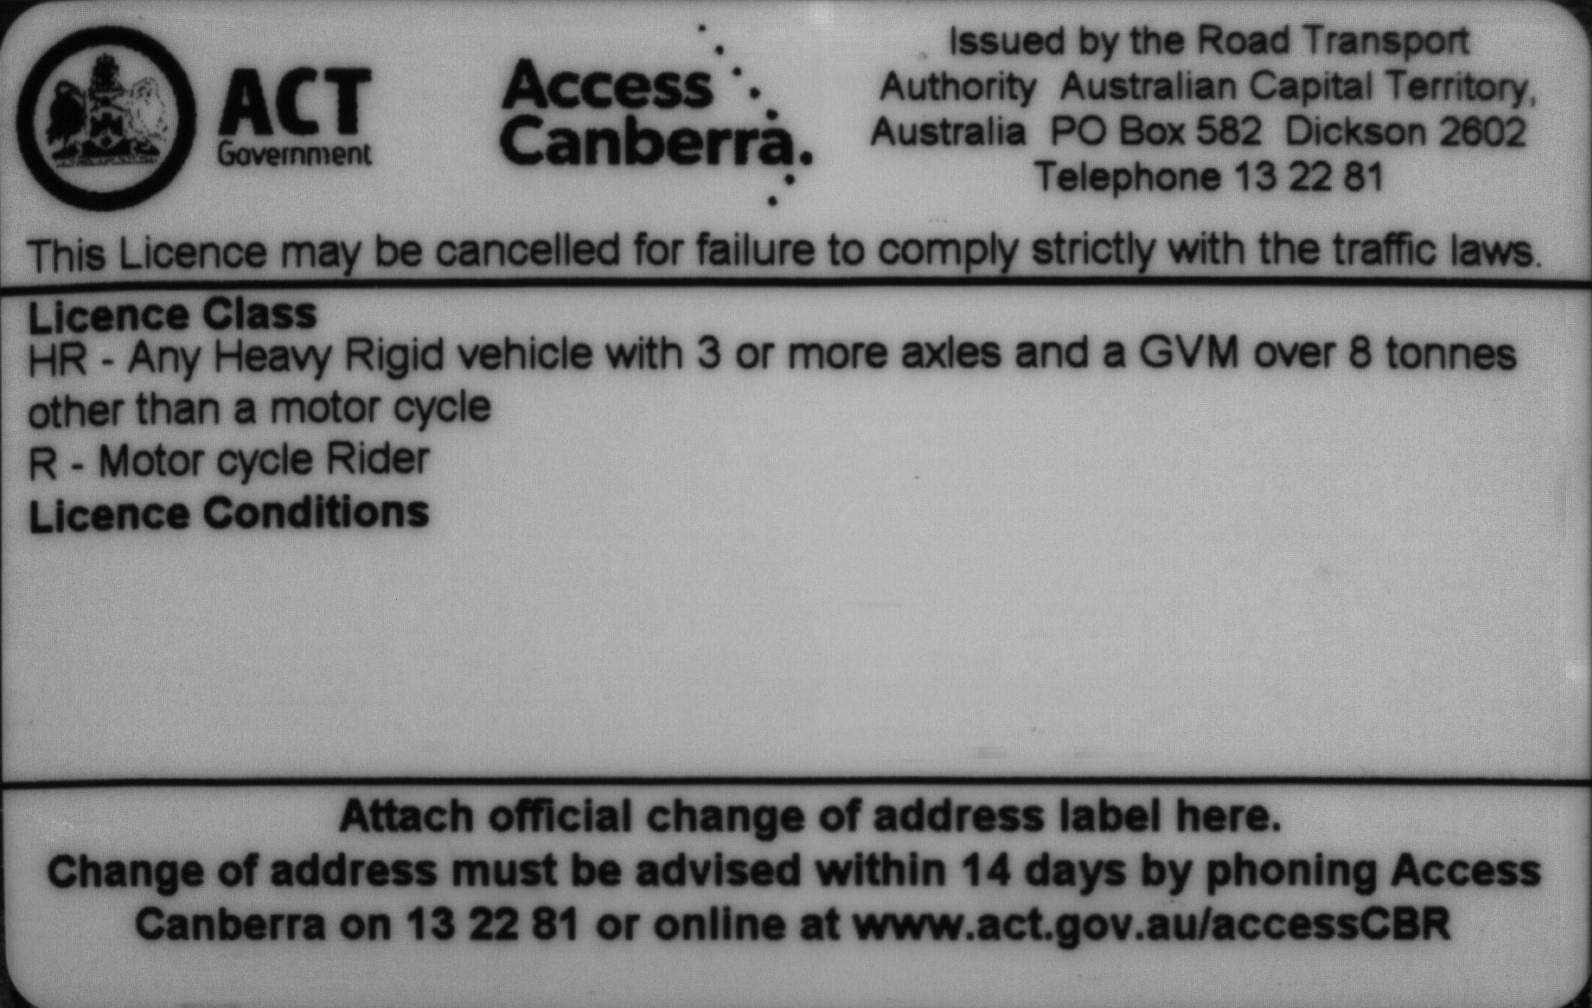 ACT
Government
Access
Canberra.
Issued by the Road Transport
Authority Australian Capital Territory,
Australia PO Box 582 Dickson 2602
Telephone 13 22 81
This Licence may be cancelled for failure to comply strictly with the traffic laws.
Licence Class
HR - Any Heavy Rigid vehicle with 3 or more axles and a GVM over 8 tonnes
other than a motor cycle
R - Motor cycle Rider
Licence Conditions
Attach official change of address label here.
Change of address must be advised within 14 days by phoning Access
Canberra on 13 22 81 or online at www.act.gov.au/accessCBR